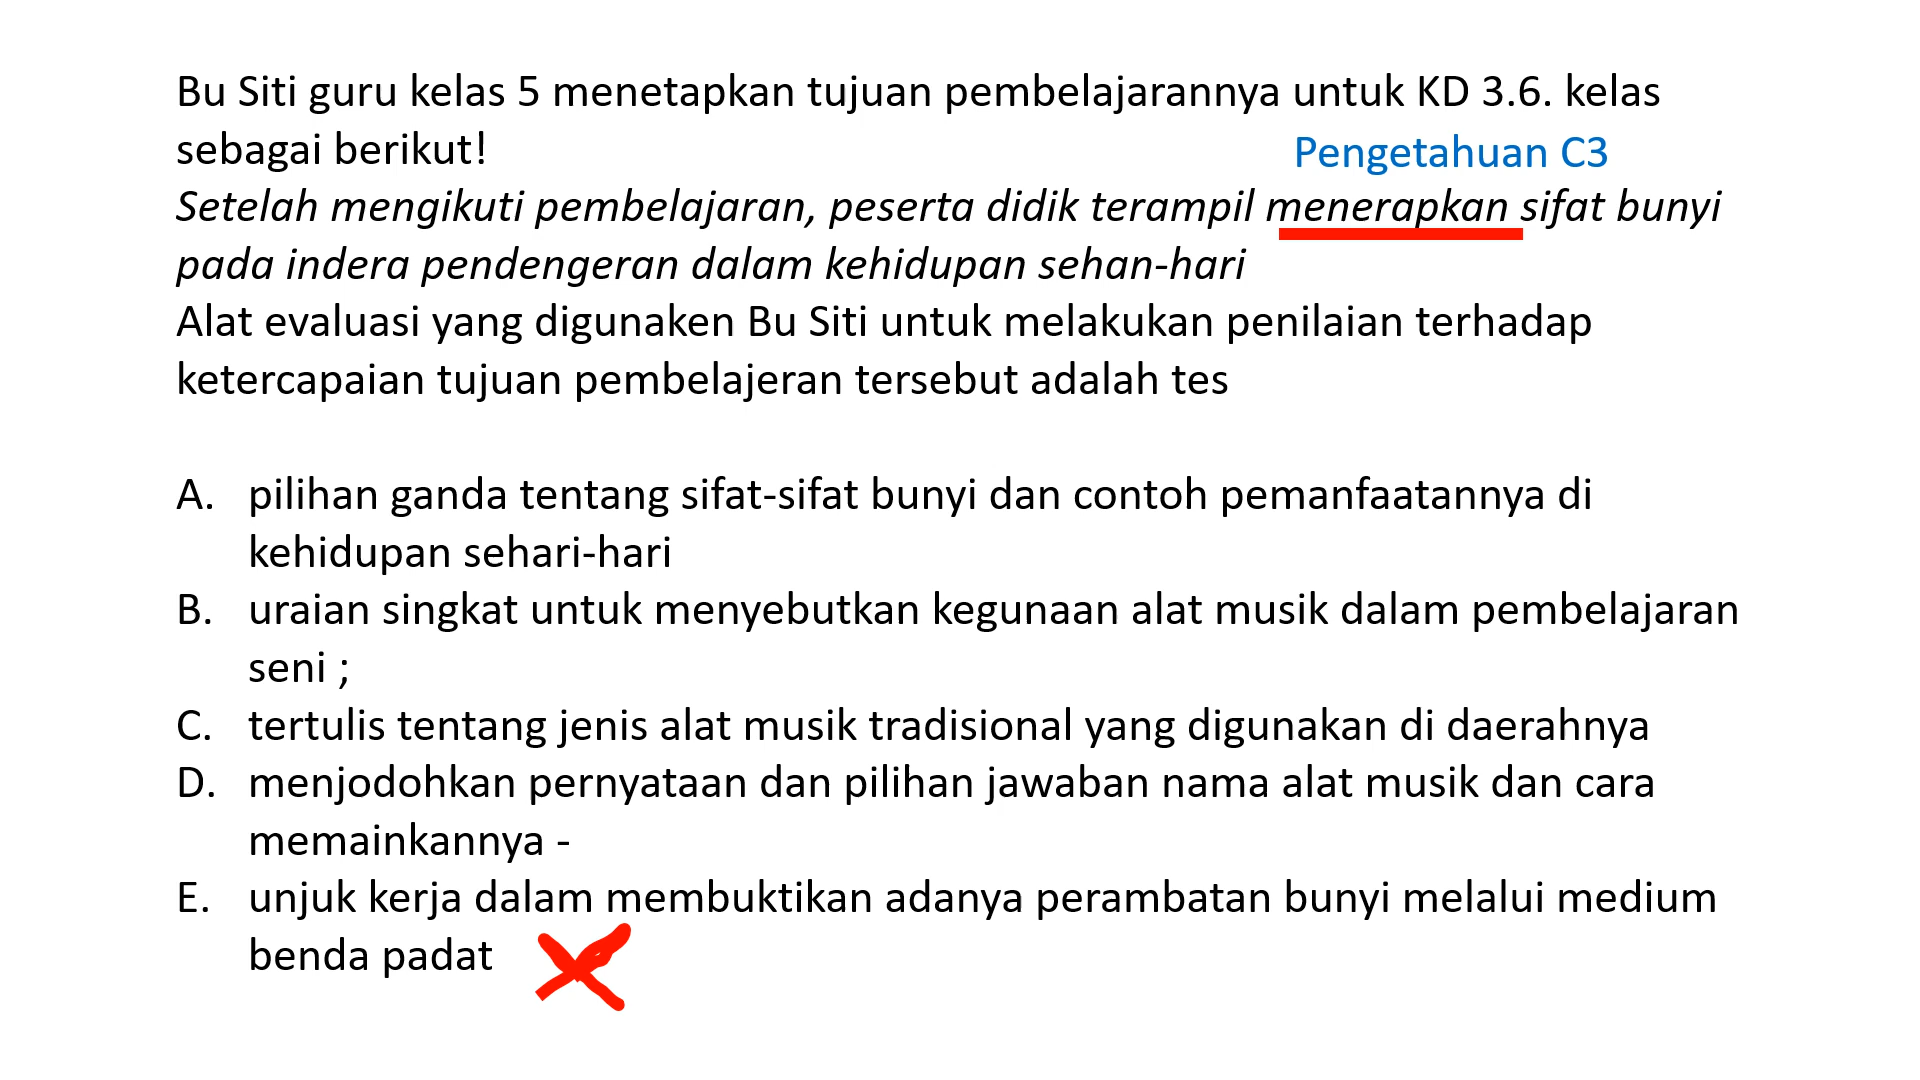 Bu Siti guru kelas 5 menetapkan tujuan pembelajarannya untuk KD 3.6. kelas
sebagai berikut!
Pengetahuan C3
Setelah mengikuti pembelajaran, peserta didik terampil menerapkan sifat bunyi
pada indera pendengeran dalam kehidupan sehan-hari
Alat evaluasi yang digunaken Bu Siti untuk melakukan penilaian terhadap
ketercapaian tujuan pembelajeran tersebut adalah tes
A. pilihan ganda tentang sifat-sifat bunyi dan contoh pemanfaatannya di
kehidupan sehari-hari
B. uraian singkat untuk menyebutkan kegunaan alat musik dalam pembelajaran
seni ;
C. tertulis tentang jenis alat musik tradisional yang digunakan di daerahnya
D. menjodohkan pernyataan dan pilihan jawaban nama alat musik dan cara
memainkannya -
E. unjuk kerja dalam membuktikan adanya perambatan bunyi melalui medium
benda padat